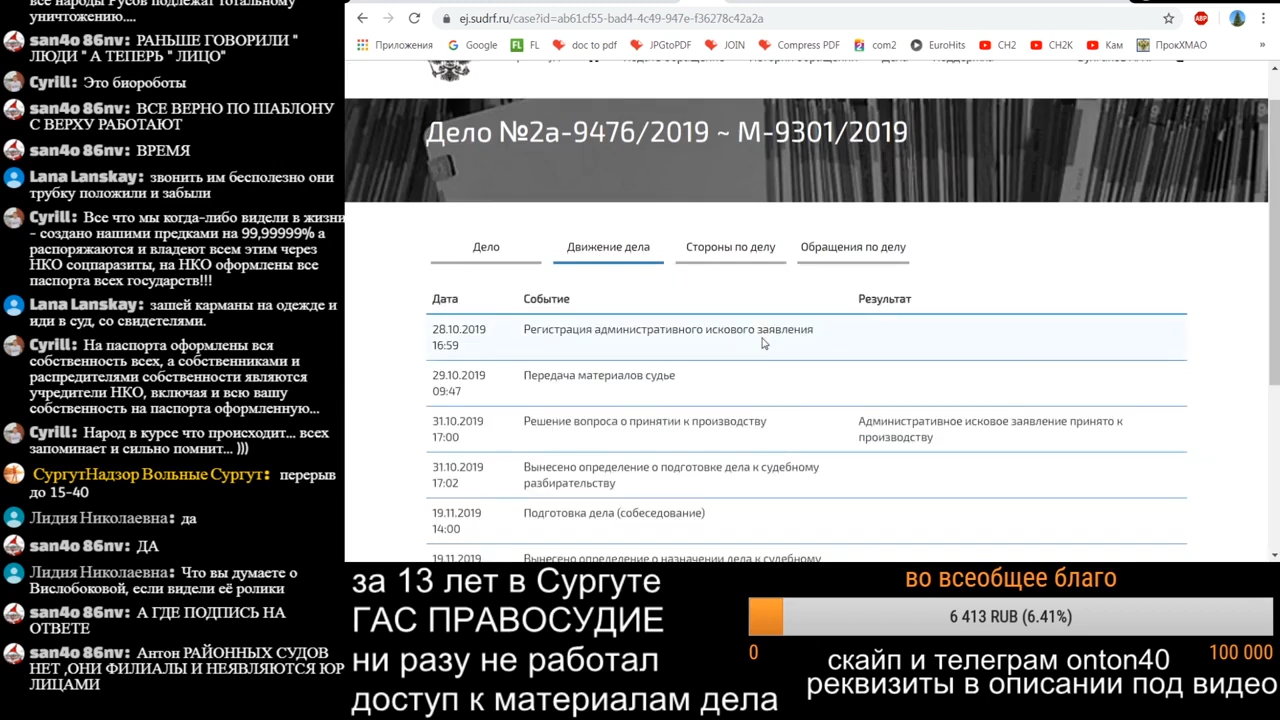 все народы Русов подлежат тотальному
уничтожению....
san4o 86nv: РАНЬШЕ ГОВОРИЛИ "
ЛЮДИ " А ТЕПЕРЬ " ЛИЦО"
Cyrill: Это биороботы
san4o 86nv: ВСЕ ВЕРНО ПО ШАБЛОНУ
С ВЕРХУ РАБОТАЮТ
san4o 86nv: ВРЕМЯ
Lana Lanskay: звонить им бесполезно они
трубку положили и забыли
Cyrill: Все что мы когда-либо видели в жизни
- создано нашими предками на 99,99999% а
распоряжаются и владеют всем этим через
НКО соцпаразиты, на НКО оформлены все
паспорта всех государств!!!
Lana Lanskay: зашей карманы на одежде и
иди в суд, со свидетелями.
Cyrill: На паспорта оформлены вся
собственность всех, а собственниками и
распредителями собственности являются
учредители НКО, включая и всю вашу
собственность на паспорта оформленную...
Cyrill: Народ в курсе что происходит... всех
запоминает и сильно помнит... )))
СургутНадзор Вольные Сургут: перерыв
до 15-40
Лидия Николаевна: да
san4o 86nv: ДА
Лидия Николаевна: Что вы думаете о
Вислобоковой, если видели её ролики
san4o 86nv: А ГДЕ ПОДПИСЬ НА
ОТВЕТЕ
san4o 86nv: Антон РАЙОННЫХ СУДОВ
НЕТ ,ОНИ ФИЛИАЛЫ И НЕЯВЛЯЮТСЯ ЮР
ЛИЦАМИ
ej.sudrf.ru/case?id=ab61cf55-bad4-4c49-947e-f36278c42a2a
ABP
Приложения Google FL FL doc to pdf JPGtoPDF JOIN Compress PDF com2 EuroHits CH2 CH2K Кам ПрокХМАО »
Дело №2а-9476/2019 ~ М-9301/2019
Дело Движение дела Стороны по делу Обращения по делу
Дата Событие Результат
28.10.2019 Регистрация административного искового заявления
16:59
29.10.2019 Передача материалов судье
09:47
31.10.2019 Решение вопроса о принятии к производству Административное исковое заявление принято к
17:00 производству
31.10.2019 Вынесено определение о подготовке дела к судебному
17:02 разбирательству
19.11.2019 Подготовка дела (собеседование)
14:00
19.11.2019 Вынесено определение о назначении дела к судебному
за 13 лет в Сургуте
ГАС ПРАВОСУДИЕ
ни разу не работал
доступ к материалам дела
во всеобщее благо
6 413 RUB (6.41%)
0 100 000
скайп и телеграм onton40
реквизиты в описании под видео